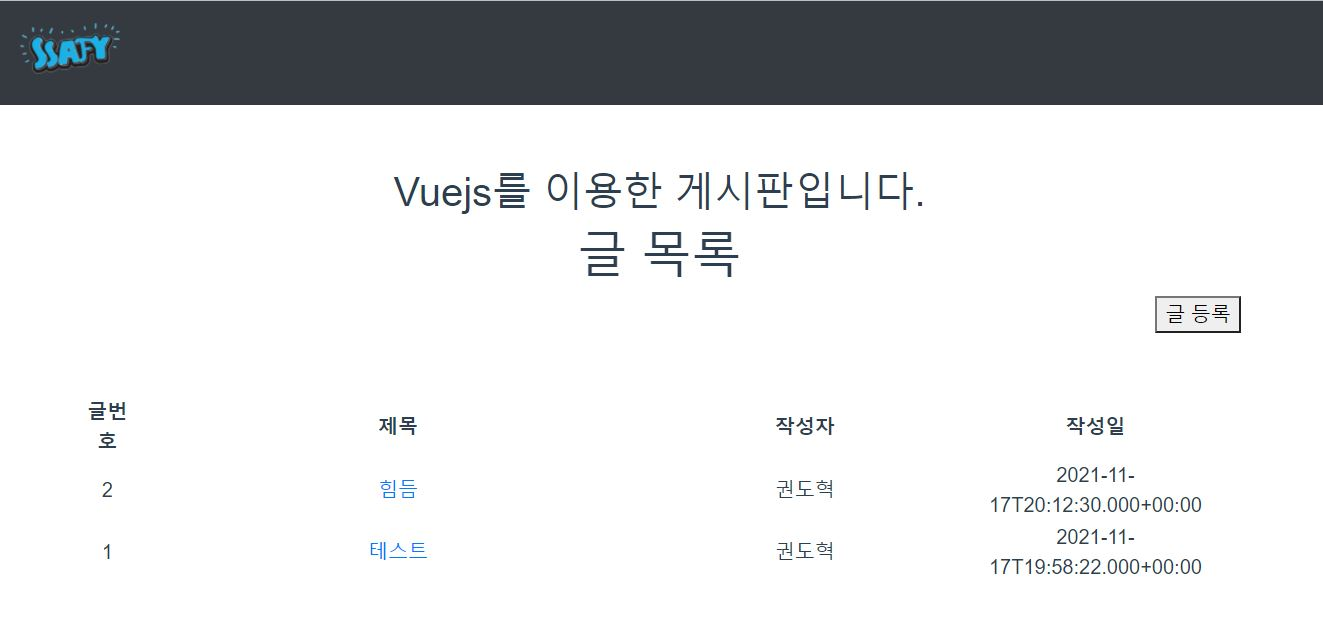 SSAFY
Vuejs를 이용한 게시판입니다.
글 목록
글 등록
글번
호
제목
작성자
작성일
2
힘듬
권도혁
2021-11-
17T20:12:30.000+00:00
1
테스트
권도혁
2021-11-
17T19:58:22.000+00:00